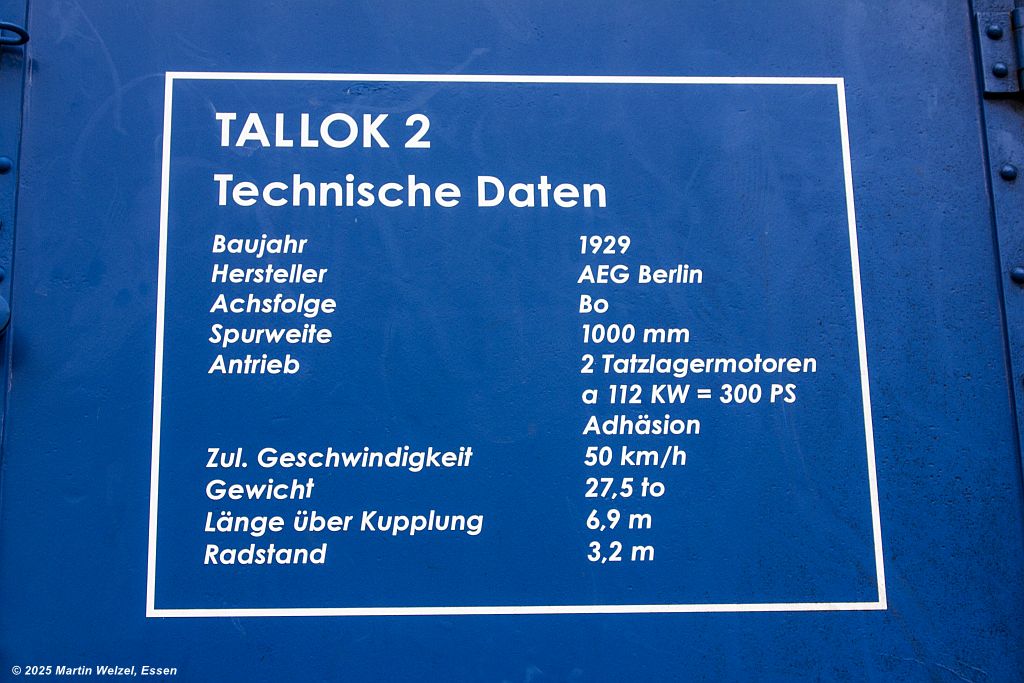 TALLOK 2
Technische Daten
Baujahr 1929
Hersteller AEG Berlin
Achsfolge Bo
Spurweite 1000 mm
Antrieb 2 Tatzlagermotoren
a 112 KW = 300 PS
Adhäsion
Zul. Geschwindigkeit 50 km/h
Gewicht 27,5 to
Länge über Kupplung 6,9 m
Radstand 3,2 m
© 2025 Martin Welzel, Essen